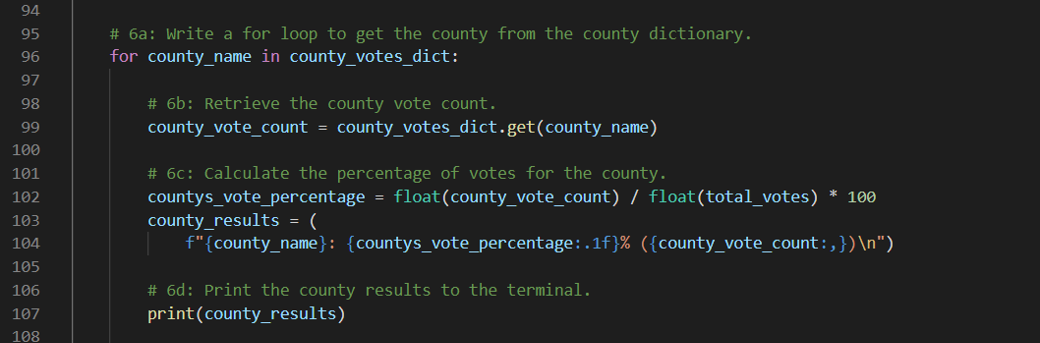 94
95 # 6a: Write a for loop to get the county from the county dictionary.
96 for county_name in county_votes_dict:
97
98 # 6b: Retrieve the county vote count.
99 county_vote_count = county_votes_dict.get(county_name)
100
101 # 6c: Calculate the percentage of votes for the county.
102 countys_vote_percentage = float(county_vote_count) / float(total_votes) * 100
103 county_results = (
104 f"{county_name}: {countys_vote_percentage:.1f}% ({county_vote_count:,})\n")
105
106 # 6d: Print the county results to the terminal.
107 print(county_results)
108